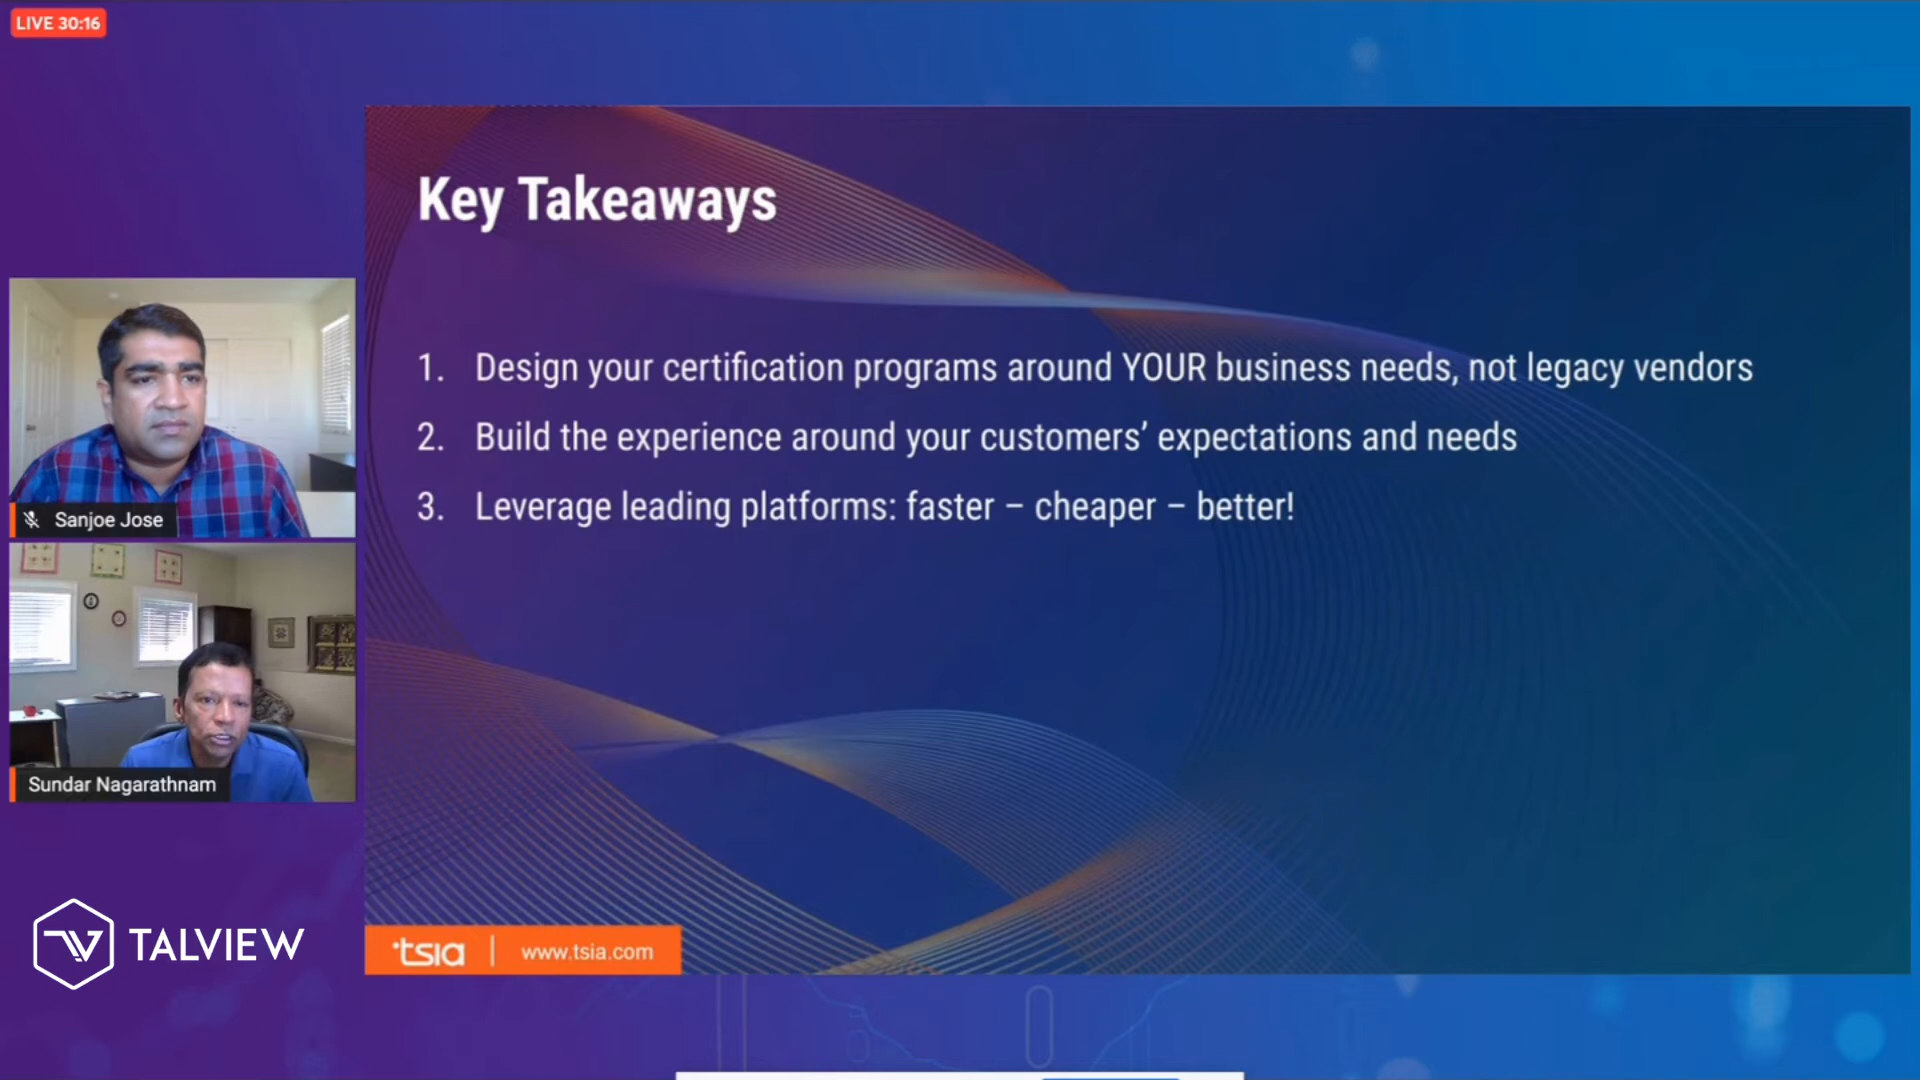 LIVE 30:16
Key Takeaways
1. Design your certification programs around YOUR business needs, not legacy vendors
2. Build the experience around your customers’ expectations and needs
3. Leverage leading platforms: faster – cheaper – better!
Sanjoe Jose
Sundar Nagarathnam
TALVIEW
tsia | www.tsia.com